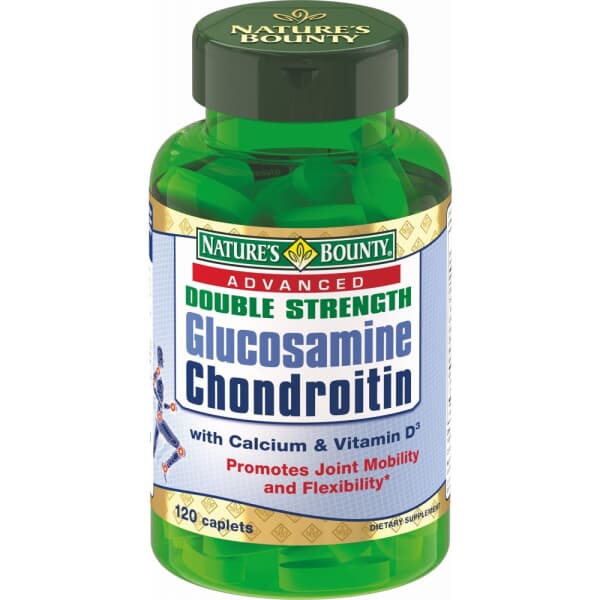 NATURE'S
BOUNTY
NATURE'S BOUNTY®
ADVANCED
DOUBLE STRENGTH
Glucosamine
Chondroitin
with Calcium & Vitamin D³
Promotes Joint Mobility
and Flexibility*
120 caplets
DIETARY SUPPLEMENT